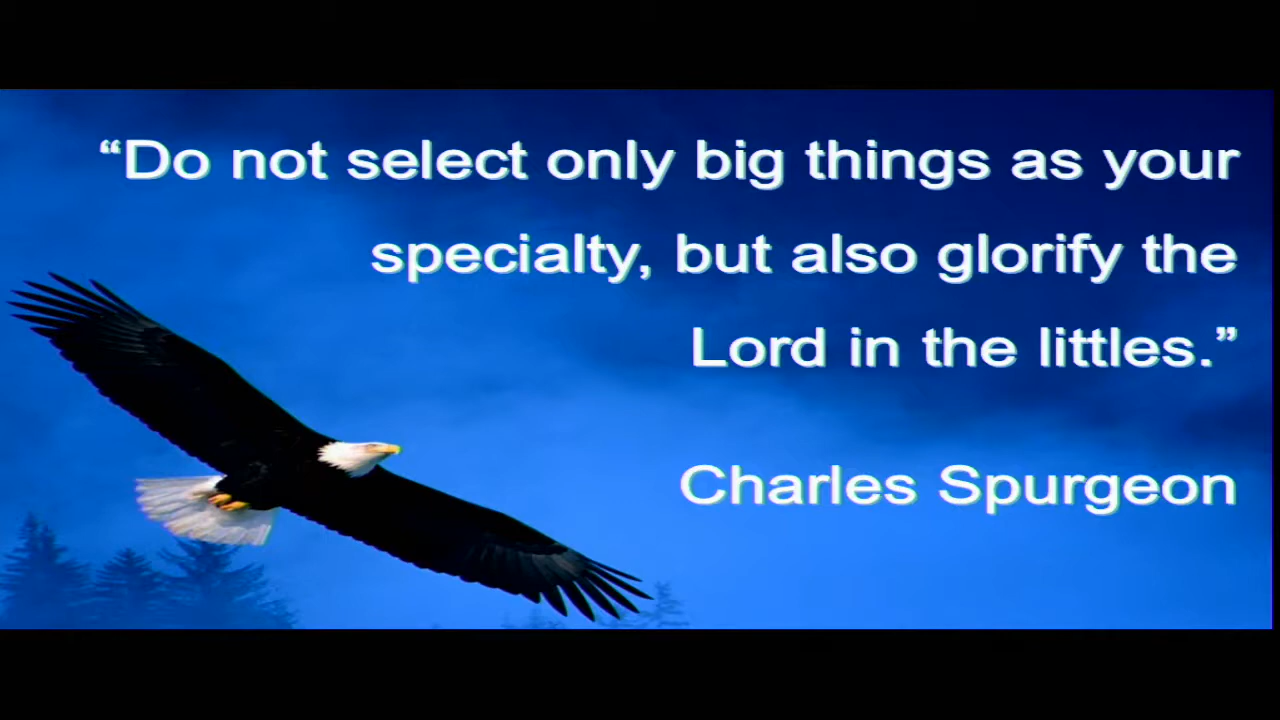 “Do not select only big things as your
specialty, but also glorify the
Lord in the littles.”
Charles Spurgeon